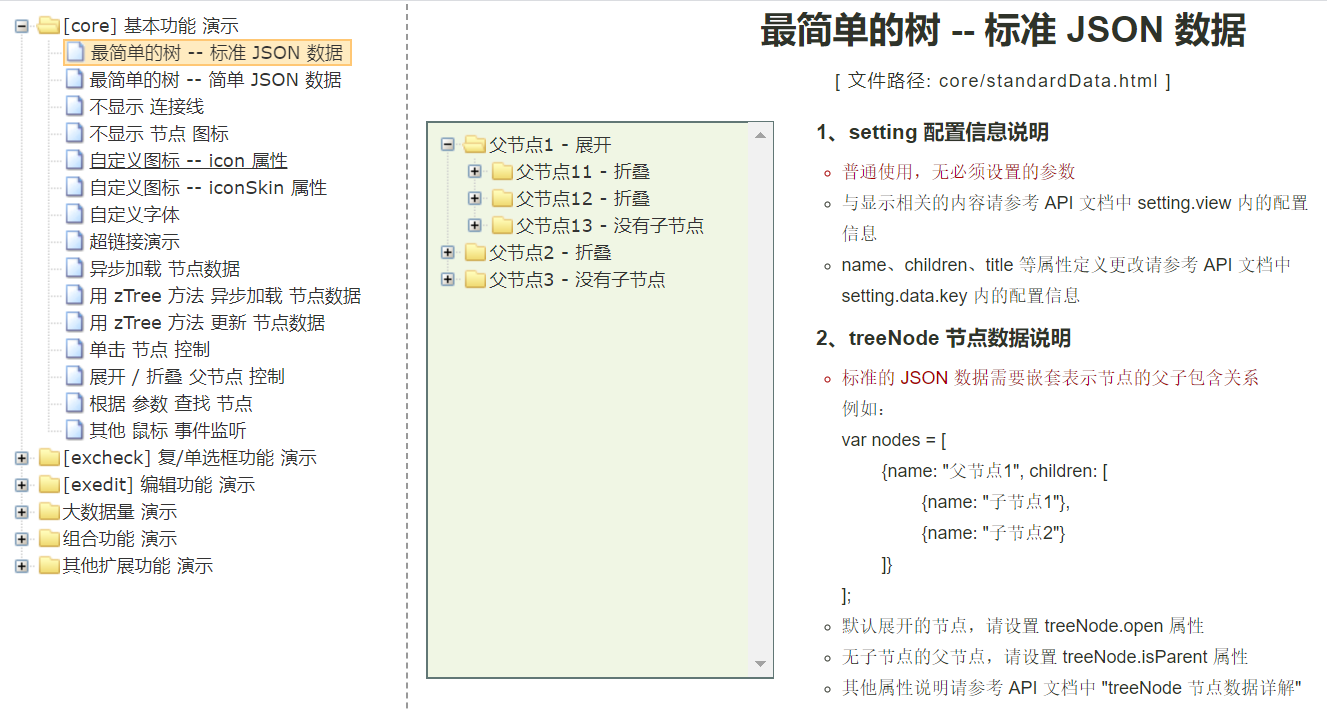 [core] 基本功能 演示
最简单的树 -- 标准 JSON 数据
最简单的树 -- 简单 JSON 数据
不显示 连接线
不显示 节点 图标
自定义图标 -- icon 属性
自定义图标 -- iconSkin 属性
自定义字体
超链接演示
异步加载 节点数据
用 zTree 方法 异步加载 节点数据
用 zTree 方法 更新 节点数据
单击 节点 控制
展开 / 折叠 父节点 控制
根据 参数 查找 节点
其他 鼠标 事件监听
[excheck] 复/单选框功能 演示
[exedit] 编辑功能 演示
大数据量 演示
组合功能 演示
其他扩展功能 演示
最简单的树 -- 标准 JSON 数据
[ 文件路径: core/standardData.html ]
父节点1 - 展开
父节点11 - 折叠
父节点12 - 折叠
父节点13 - 没有子节点
父节点2 - 折叠
父节点3 - 没有子节点
1、setting 配置信息说明
普通使用，无必须设置的参数
与显示相关的内容请参考 API 文档中 setting.view 内的配置
信息
name、children、title 等属性定义更改请参考 API 文档中
setting.data.key 内的配置信息
2、treeNode 节点数据说明
标准的 JSON 数据需要嵌套表示节点的父子包含关系
例如：
var nodes = [
{name: "父节点1", children: [
{name: "子节点1"},
{name: "子节点2"}
]}
];
默认展开的节点，请设置 treeNode.open 属性
无子节点的父节点，请设置 treeNode.isParent 属性
其他属性说明请参考 API 文档中 "treeNode 节点数据详解"